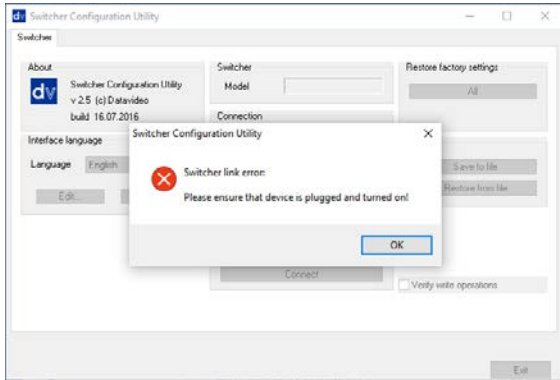 dv Switcher Configuration Utility
Switcher
About
dv
Switcher Configuration Utility
v 2.5 (c) Datavideo
build 16.07.2016
Switcher
Model
Restore factory settings
All
Connection
Interface language
Language English
Edit...
Switcher Configuration Utility
Switcher link error:
Please ensure that device is plugged and turned on!
OK
Save to file
Restore from file
Connect
Verify write operations
Exit